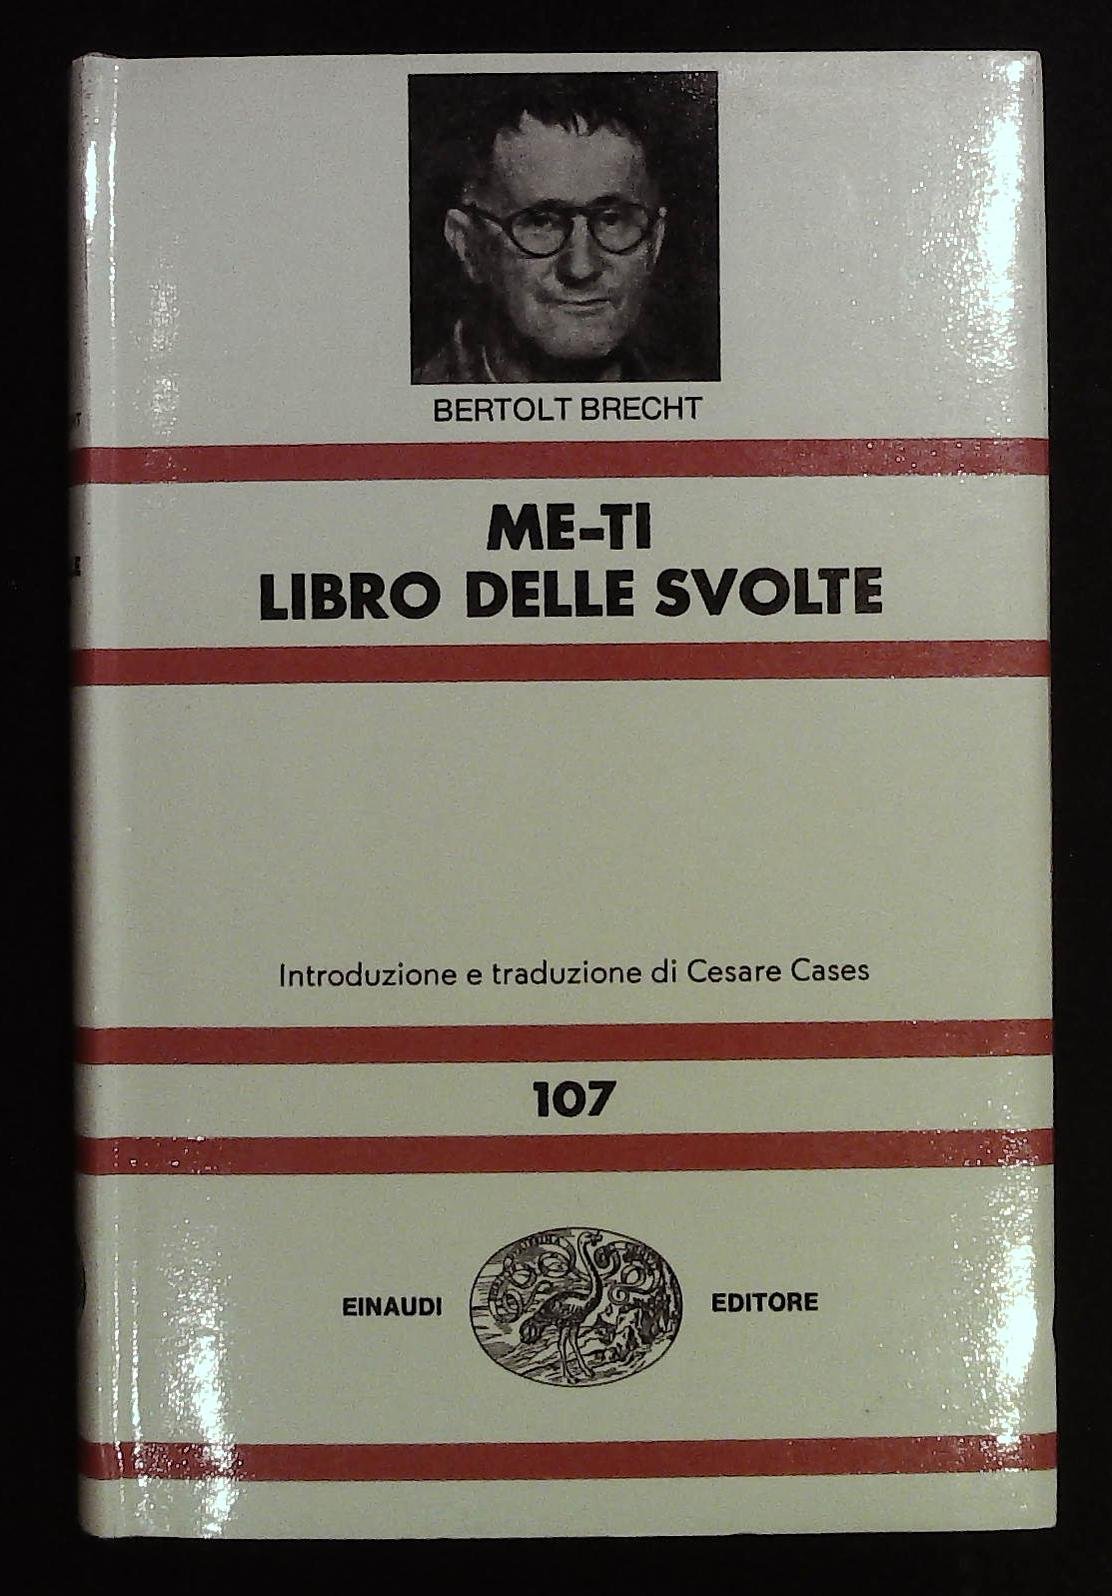 BERTOLT BRECHT
ME-TI
LIBRO DELLE SVOLTE
Introduzione e traduzione di Cesare Cases
107
EINAUDI
EDITORE